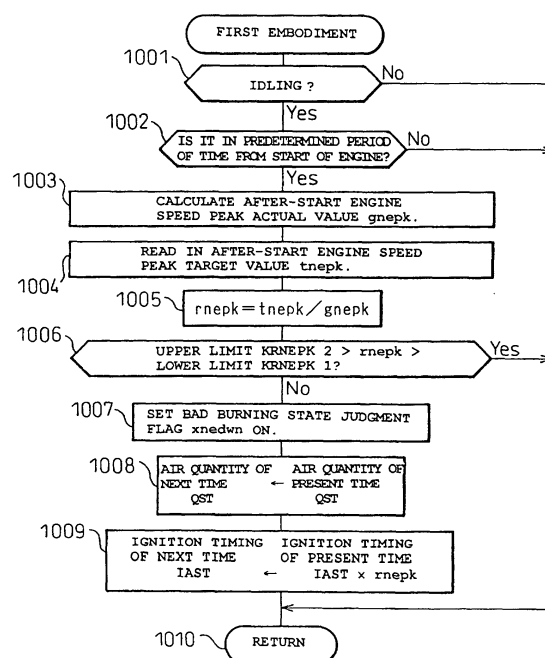 FIRST EMBODIMENT
1001
IDLING?
No
Yes
1002
IS IT IN PREDETERMINED PERIOD
OF TIME FROM START OF ENGINE?
No
Yes
1003
CALCULATE AFTER-START ENGINE
SPEED PEAK ACTUAL VALUE gnepk.
1004
READ IN AFTER-START ENGINE SPEED
PEAK TARGET VALUE tnepk.
1005
rnepk=tnepk/gnepk
1006
UPPER LIMIT KRNEPK 2 > rnepk >
LOWER LIMIT KRNEPK 1?
Yes
No
1007
SET BAD BURNING STATE JUDGMENT
FLAG xnedwn ON.
1008
AIR QUANTITY OF AIR QUANTITY OF
NEXT TIME ← PRESENT TIME
QST QST
1009
IGNITION TIMING IGNITION TIMING
OF NEXT TIME OF PRESENT TIME
IAST ← IAST x rnepk
1010
RETURN